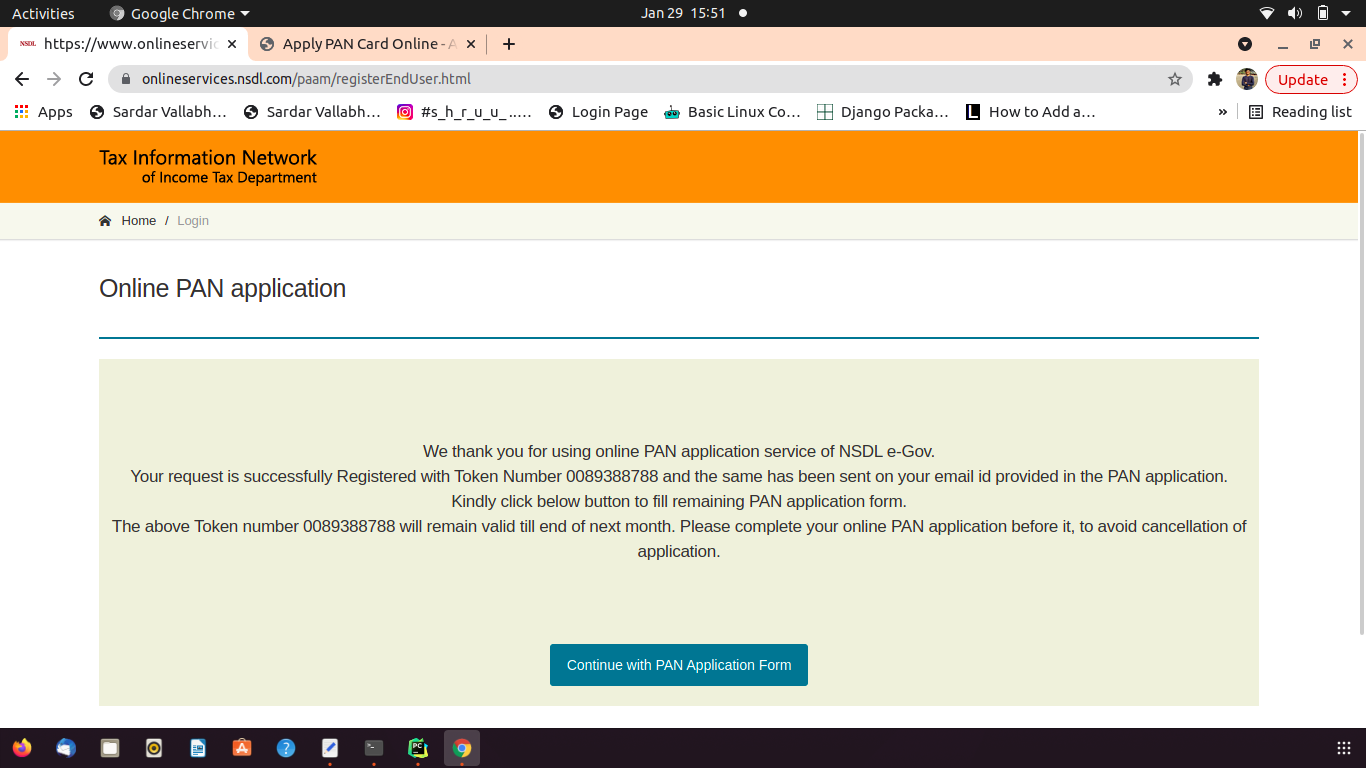 Activities
Google Chrome
Jan 29 15:51
NSDL
https://www.onlineservic
Apply PAN Card Online - A
onlineservices.nsdl.com/paam/registerEndUser.html
Update
Apps
Sardar Vallabh...
Sardar Vallabh...
#s_h_r_u_u_.....
Login Page
Basic Linux Co...
Django Packa...
L
How to Add a...
»
Reading list
Tax Information Network
of Income Tax Department
Home / Login
Online PAN application
We thank you for using online PAN application service of NSDL e-Gov.
Your request is successfully Registered with Token Number 0089388788 and the same has been sent on your email id provided in the PAN application.
Kindly click below button to fill remaining PAN application form.
The above Token number 0089388788 will remain valid till end of next month. Please complete your online PAN application before it, to avoid cancellation of
application.
Continue with PAN Application Form
PC